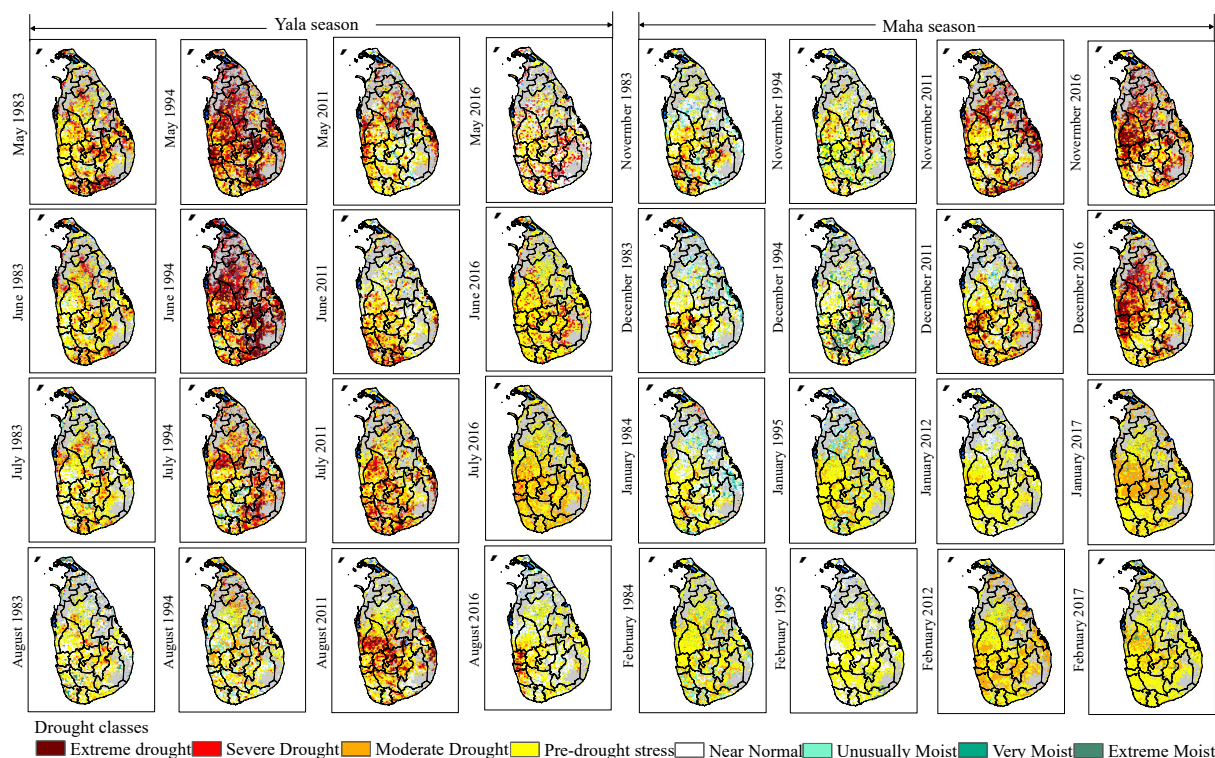 Yala season
Maha season
May 1983
May 1994
May 2011
May 2016
Novermber 1983
Novermber 1994
Novermber 2011
Novermber 2016
June 1983
June 1994
June 2011
June 2016
December 1983
December 1994
December 2011
December 2016
July 1983
July 1994
July 2011
July 2016
January 1984
January 1995
January 2012
January 2017
August 1983
August 1994
August 2011
August 2016
February 1984
February 1995
February 2012
February 2017
Drought classes
Extreme drought Severe Drought Moderate Drought Pre-drought stress Near Normal Unusually Moist Very Moist Extreme Moist